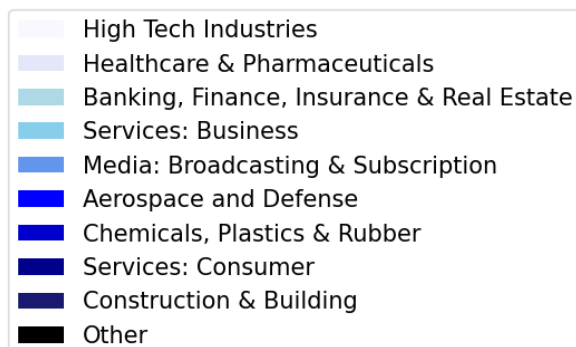 High Tech Industries
Healthcare & Pharmaceuticals
Banking, Finance, Insurance & Real Estate
Services: Business
Media: Broadcasting & Subscription
Aerospace and Defense
Chemicals, Plastics & Rubber
Services: Consumer
Construction & Building
Other